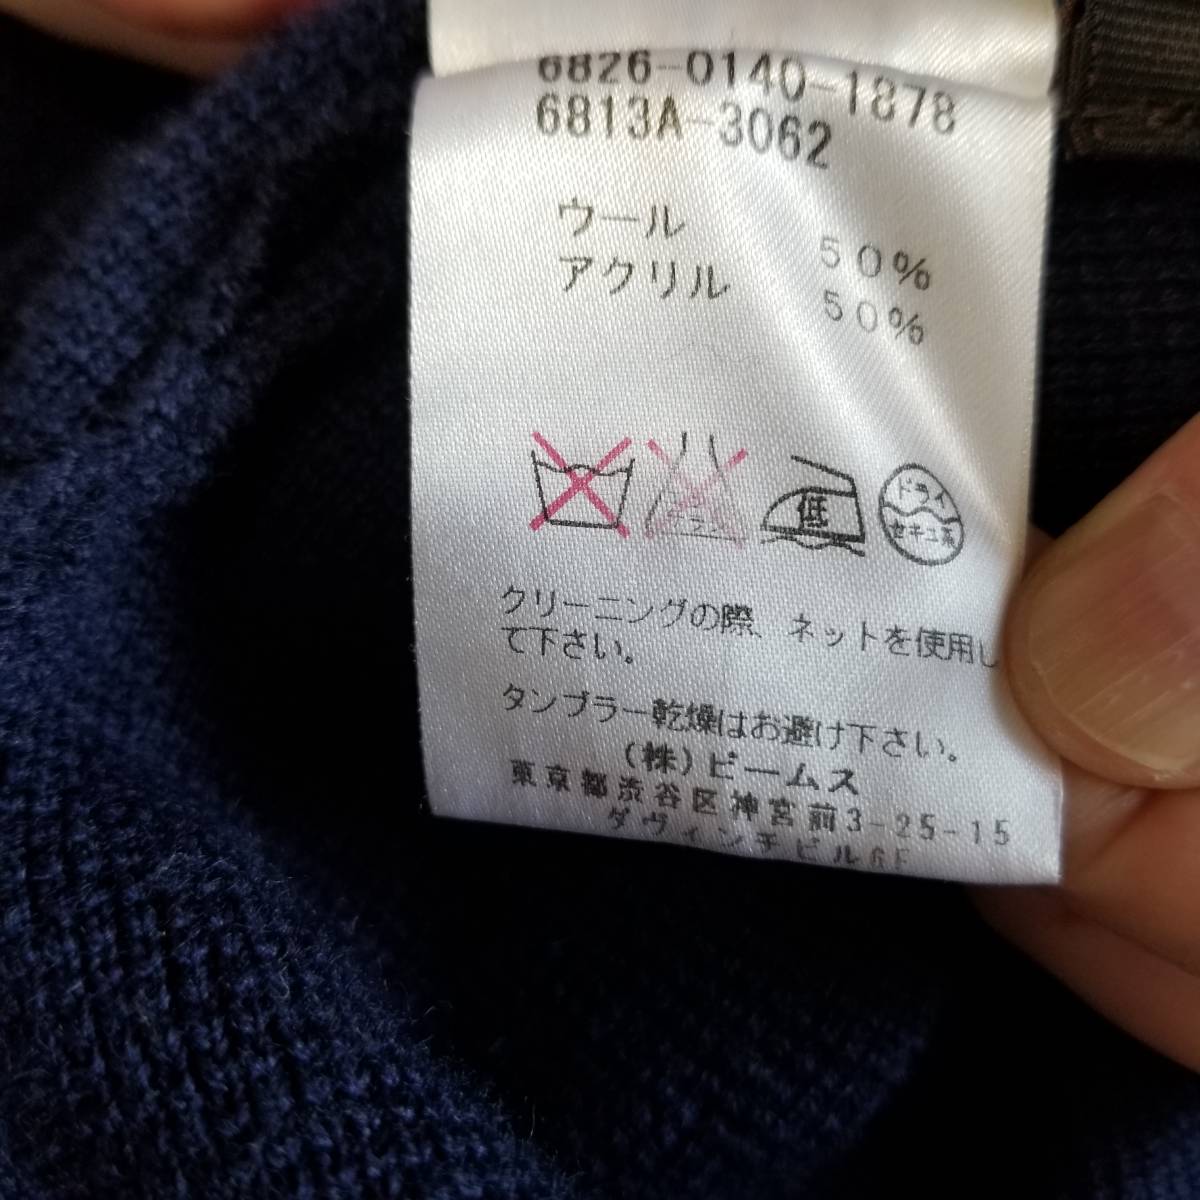 6826-0140-1878
6813A-3062
ウール 50%
アクリル 50%
エンソ
低
ドライ
セキユ系
クリーニングの際、ネットを使用し
て下さい。
タンブラー乾燥はお避け下さい。
(株)ビームス
東京都渋谷区神宮前3-25-15
ダヴィンチビル6F